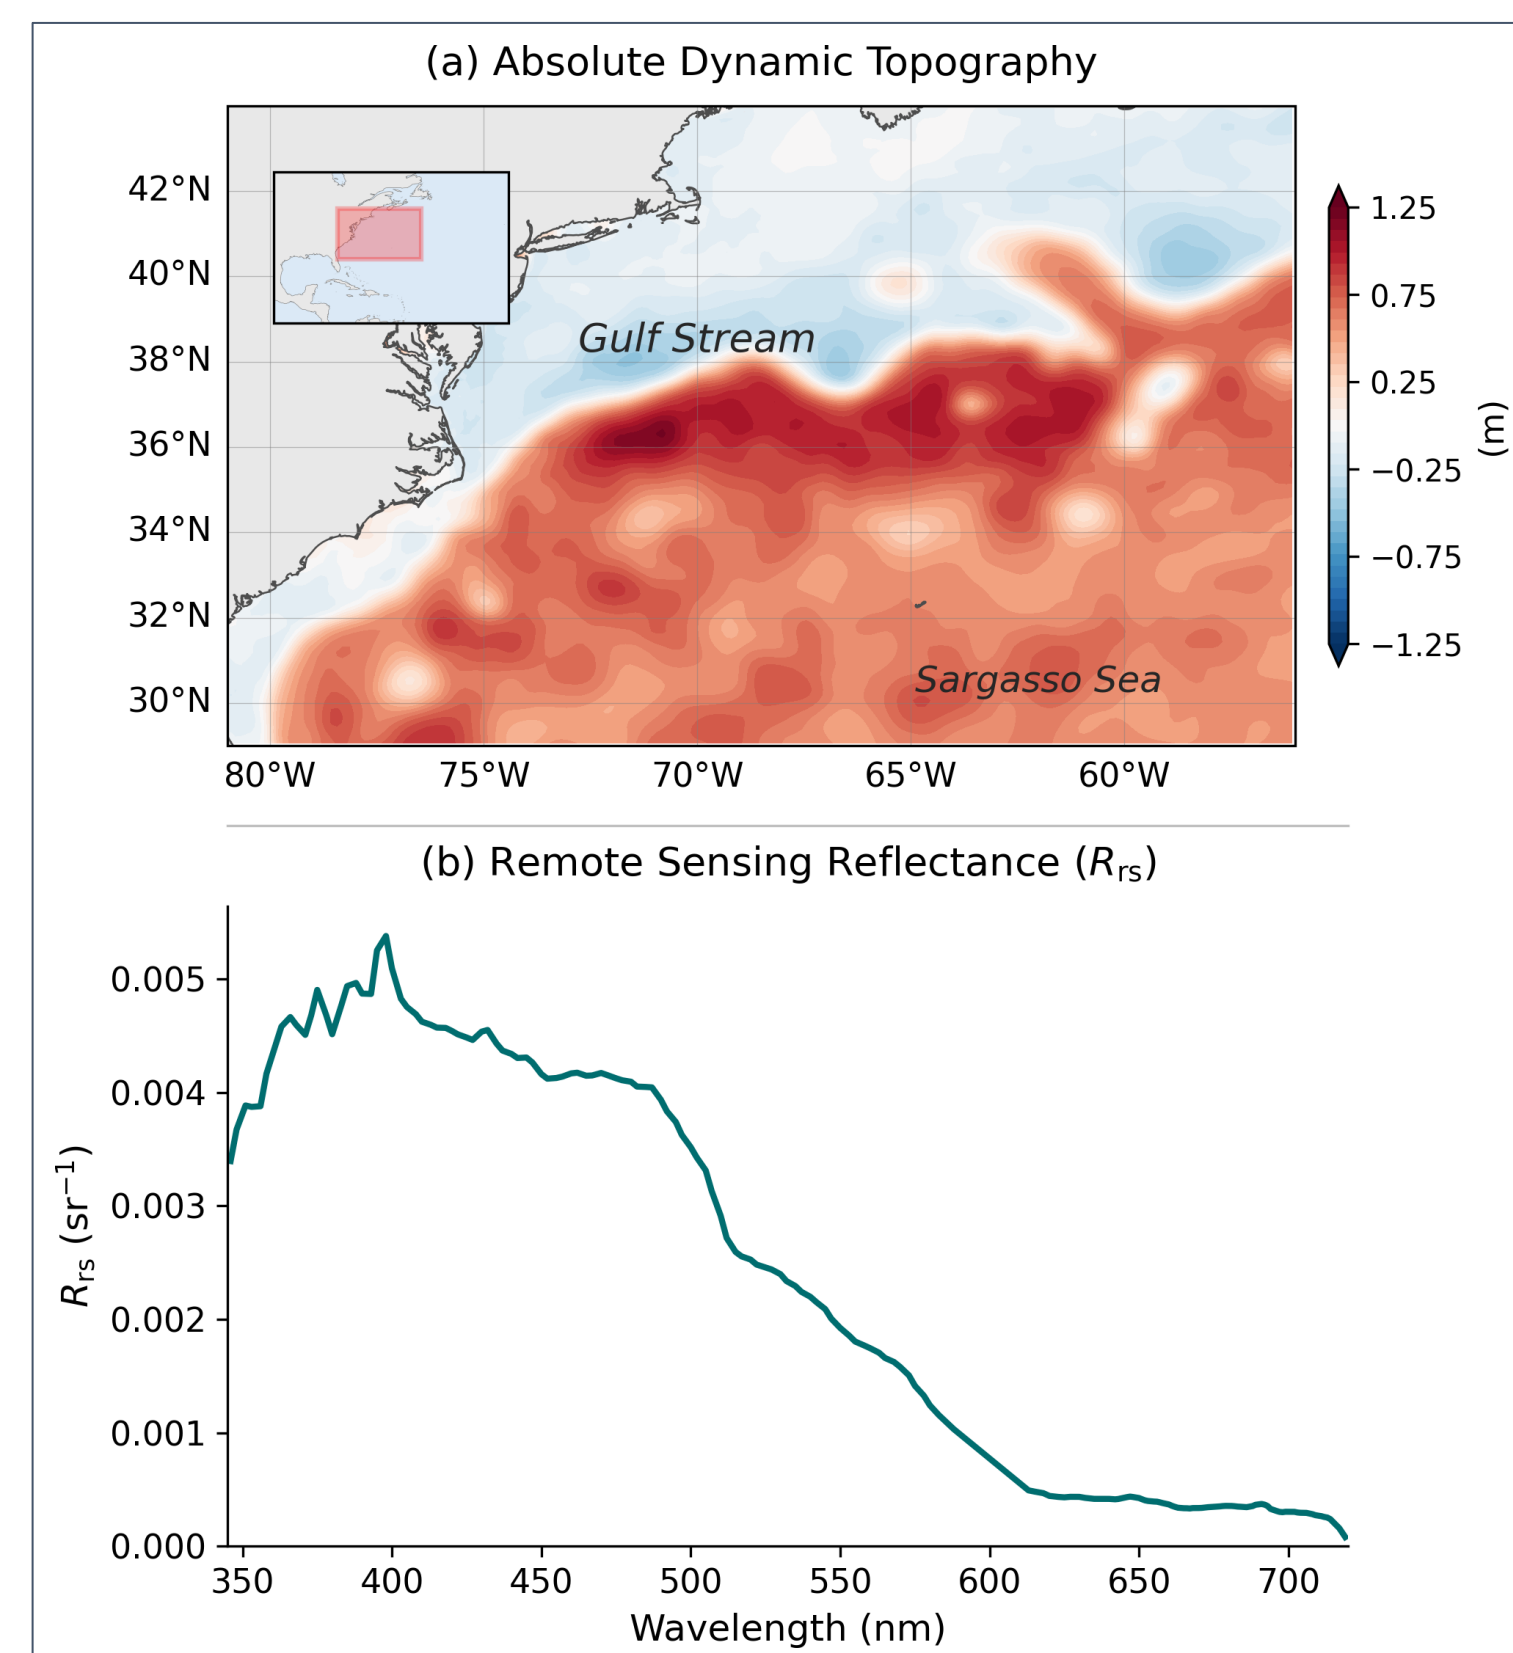 (a) Absolute Dynamic Topography
42°N
40°N
38°N
36°N
34°N
32°N
30°N
Gulf Stream
Sargasso Sea
80°W 75°W 70°W 65°W 60°W
1.25
0.75
0.25
−0.25
−0.75
−1.25
(m)
(b) Remote Sensing Reflectance (Rrs)
0.005
0.004
0.003
0.002
0.001
0.000
Rrs (sr⁻¹)
350 400 450 500 550 600 650 700
Wavelength (nm)